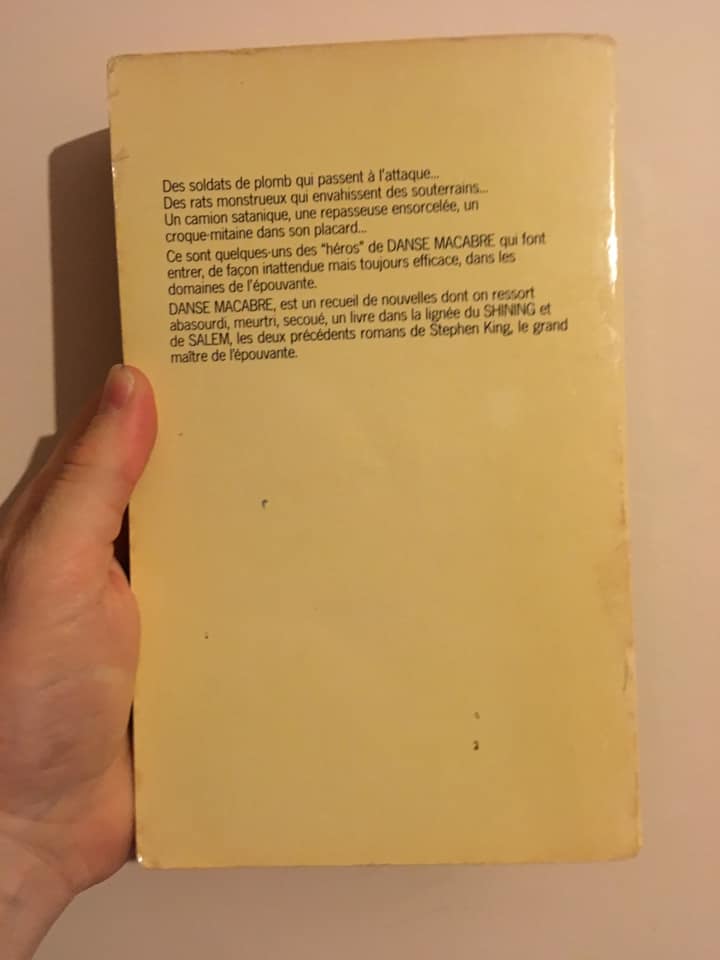 Des soldats de plomb qui passent à l'attaque...
Des rats monstrueux qui envahissent des souterrains...
Un camion satanique, une repasseuse ensorcelée, un
croque-mitaine dans son placard...
Ce sont quelques-uns des "héros" de DANSE MACABRE qui font
entrer, de façon inattendue mais toujours efficace, dans les
domaines de l'épouvante.
DANSE MACABRE, est un recueil de nouvelles dont on ressort
abasourdi, meurtri, secoué, un livre dans la lignée du SHINING et
de SALEM, les deux précédents romans de Stephen King, le grand
maître de l'épouvante.